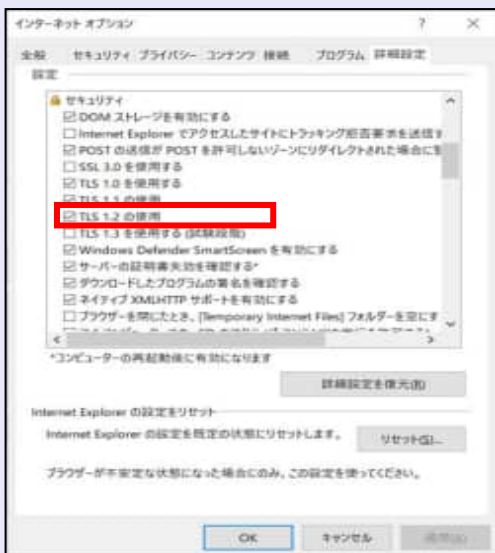 インターネット オプション ? ×
全般 セキュリティ プライバシー コンテンツ 接続 プログラム 詳細設定
設定
セキュリティ
DOM ストレージを有効にする
Internet Explorer でアクセスしたサイトにトラッキング拒否要求を送信す
POST の送信が POST を許可しないゾーンにリダイレクトされた場合に
SSL 3.0 を使用する
TLS 1.0 を使用する
TLS 1.1 の使用
TLS 1.2 の使用
TLS 1.3 を使用する (試験段階)
Windows Defender SmartScreen を有効にする
サーバーの証明書失効を確認する*
ダウンロードしたプログラムの署名を確認する
ネイティブ XMLHTTP サポートを有効にする
ブラウザーを閉じたとき、[Temporary Internet Files] フォルダーを空にす
*コンピューターの再起動後に有効になります
詳細設定を復元(R)
Internet Explorer の設定をリセット
Internet Explorer の設定を既定の状態にリセットします。
リセット(S)...
ブラウザーが不安定な状態になった場合にのみ、この設定を使ってください。
OK キャンセル 適用(A)